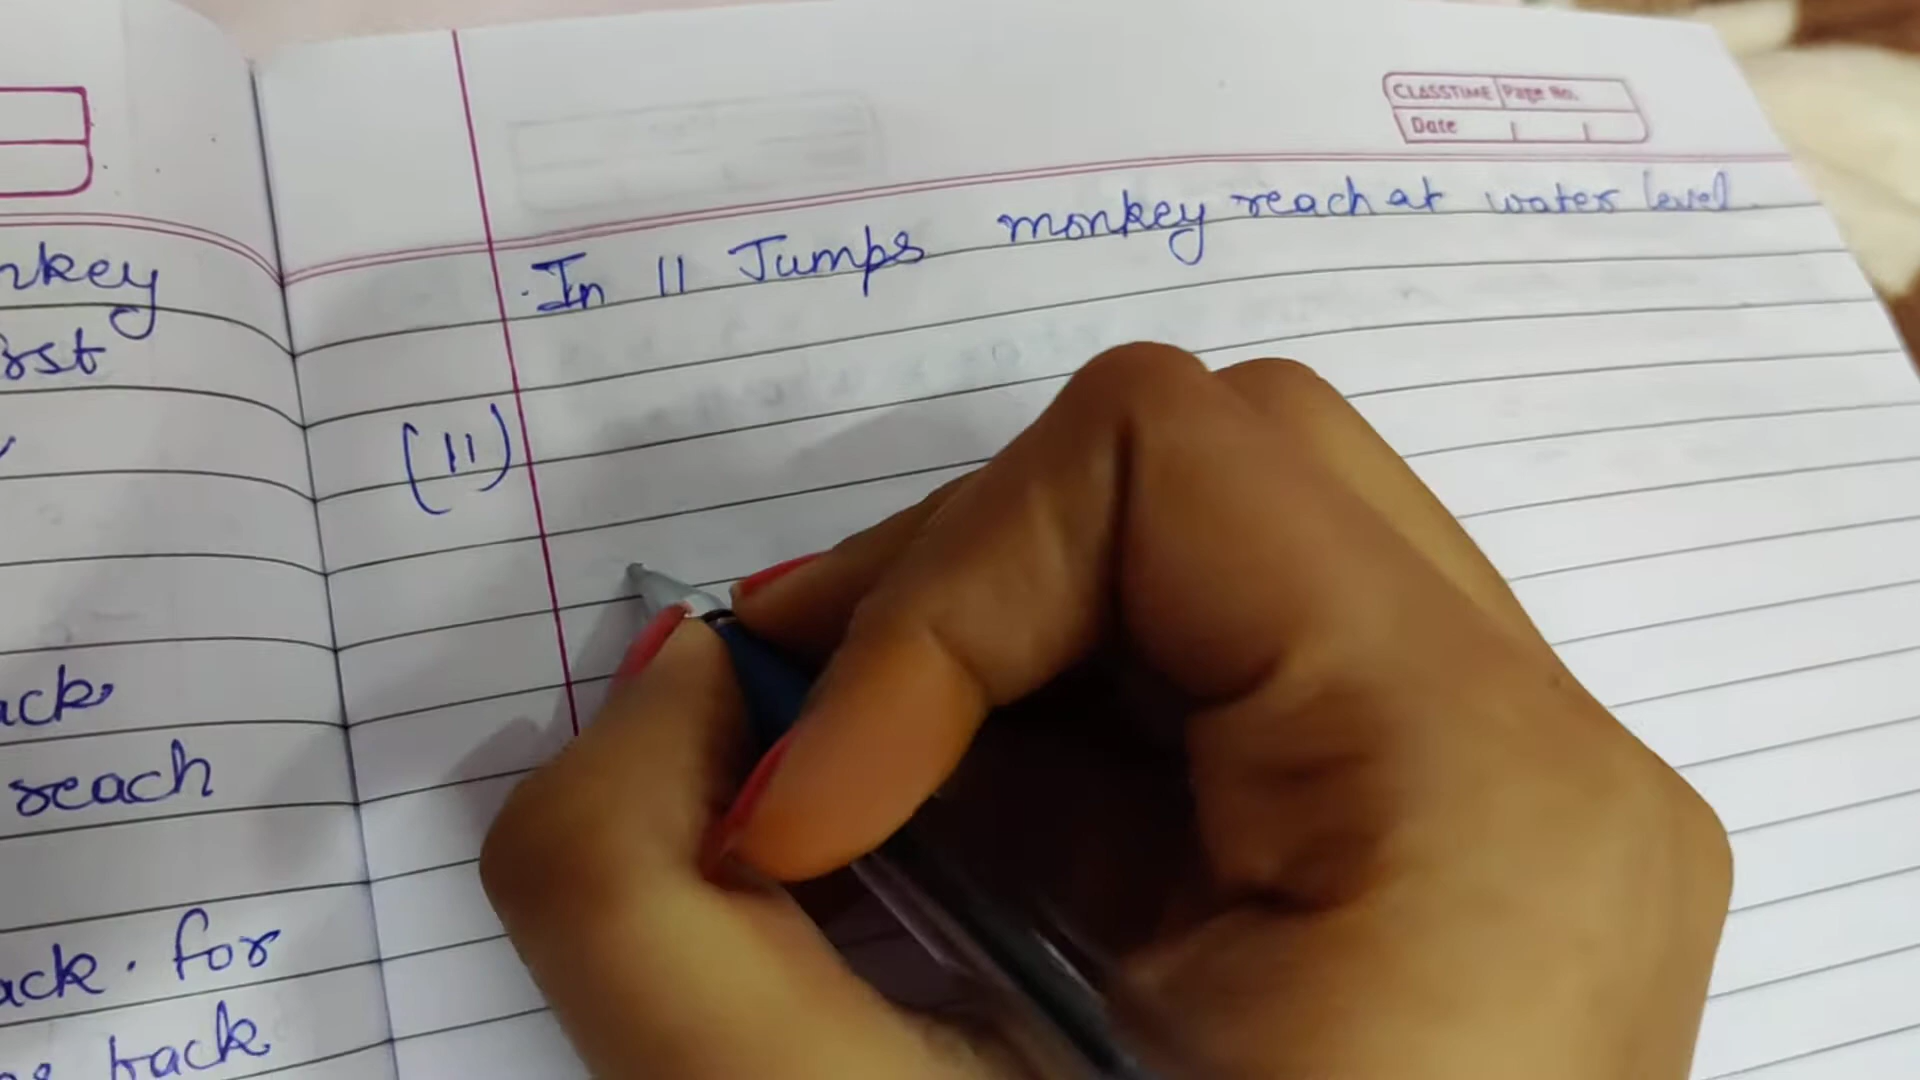 nkey
rst
ack
reach
ack. for
back
CLASSTIME Page No.
Date
In 11 Jumps monkey reach at water level.
(11)